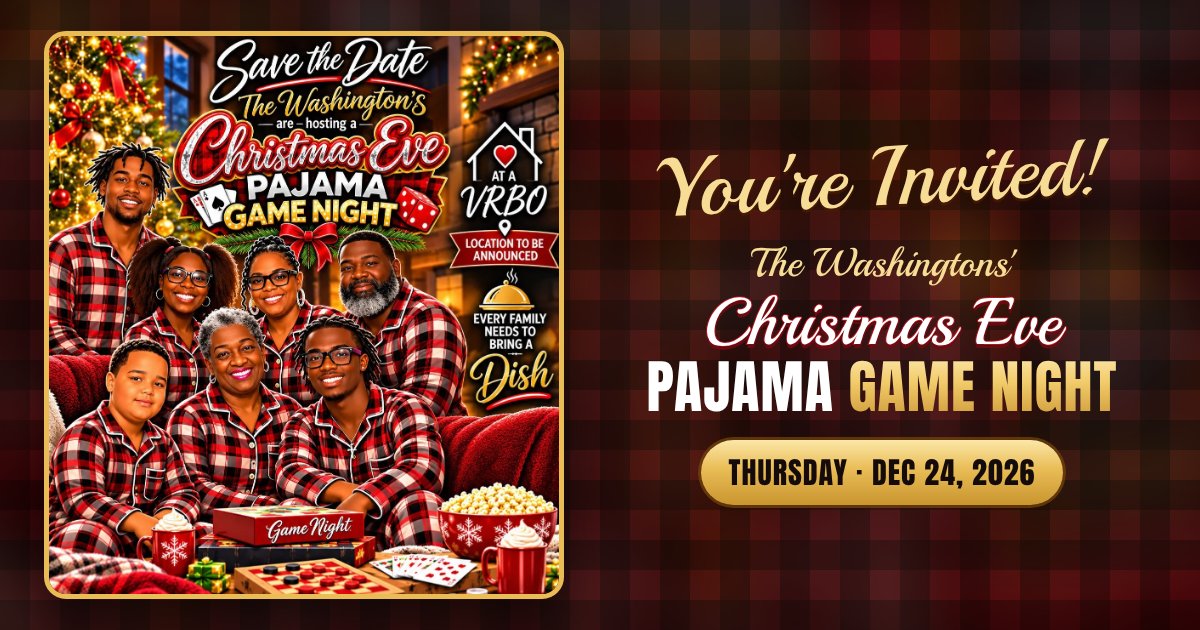 Save the Date
The Washington's
are - hosting a
Christmas Eve
PAJAMA
GAME NIGHT
AT A
VRBO
LOCATION TO BE
ANNOUNCED
EVERY FAMILY
NEEDS TO
BRING A
Dish
Game Night
You're Invited!
The Washingtons'
Christmas Eve
PAJAMA GAME NIGHT
THURSDAY · DEC 24, 2026